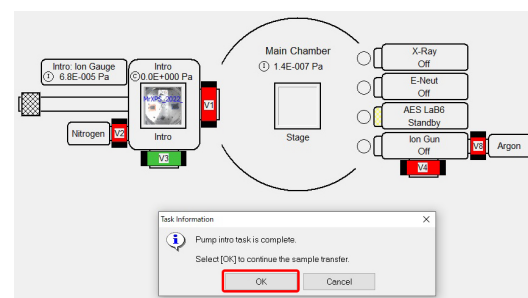 Intro: Ion Gauge
Ⓘ 6.8E-005 Pa
Intro
Ⓒ0.0E+000 Pa
MrXPS_2022_
Intro
V1
V2
V3
Nitrogen
Main Chamber
Ⓘ 1.4E-007 Pa
Stage
X-Ray
Off
E-Neut
Off
AES LaB6
Standby
Ion Gun
Off
V4
V8
Argon
Task Information
Pump intro task is complete.
Select [OK] to continue the sample transfer.
OK
Cancel